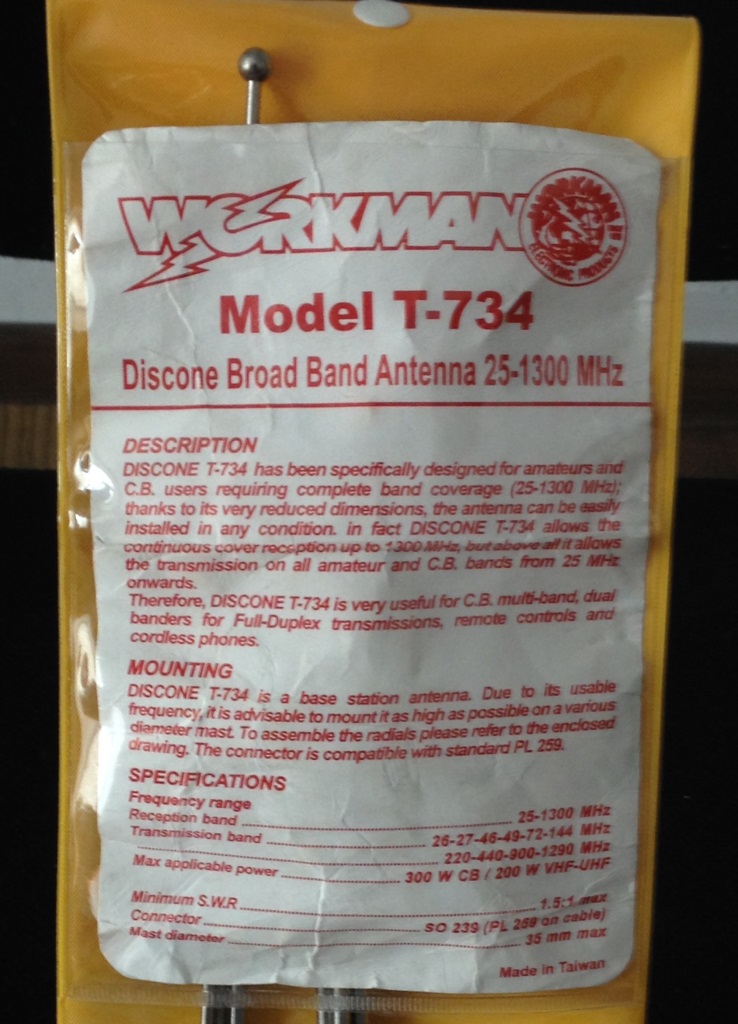 WORKMAN
ELECTRONIC PRODUCTS
Model T-734
Discone Broad Band Antenna 25-1300 MHz
DESCRIPTION
DISCONE T-734 has been specifically designed for amateurs and
C.B. users requiring complete band coverage (25-1300 MHz);
thanks to its very reduced dimensions, the antenna can be easily
installed in any condition. in fact DISCONE T-734 allows the
continuous cover reception up to 1300 MHz, but above all it allows
the transmission on all amateur and C.B. bands from 25 MHz
onwards.
Therefore, DISCONE T-734 is very useful for C.B. multi-band, dual
banders for Full-Duplex transmissions, remote controls and
cordless phones.
MOUNTING
DISCONE T-734 is a base station antenna. Due to its usable
frequency, it is advisable to mount it as high as possible on a various
diameter mast. To assemble the radials please refer to the enclosed
drawing. The connector is compatible with standard PL 259.
SPECIFICATIONS
Frequency range
Reception band 25-1300 MHz
Transmission band 26-27-46-49-72-144 MHz
220-440-900-1290 MHz
Max applicable power 300 W CB / 200 W VHF-UHF
Minimum S.W.R 1.5:1 max
Connector SO 239 (PL 259 on cable)
Mast diameter 35 mm max
Made in Taiwan